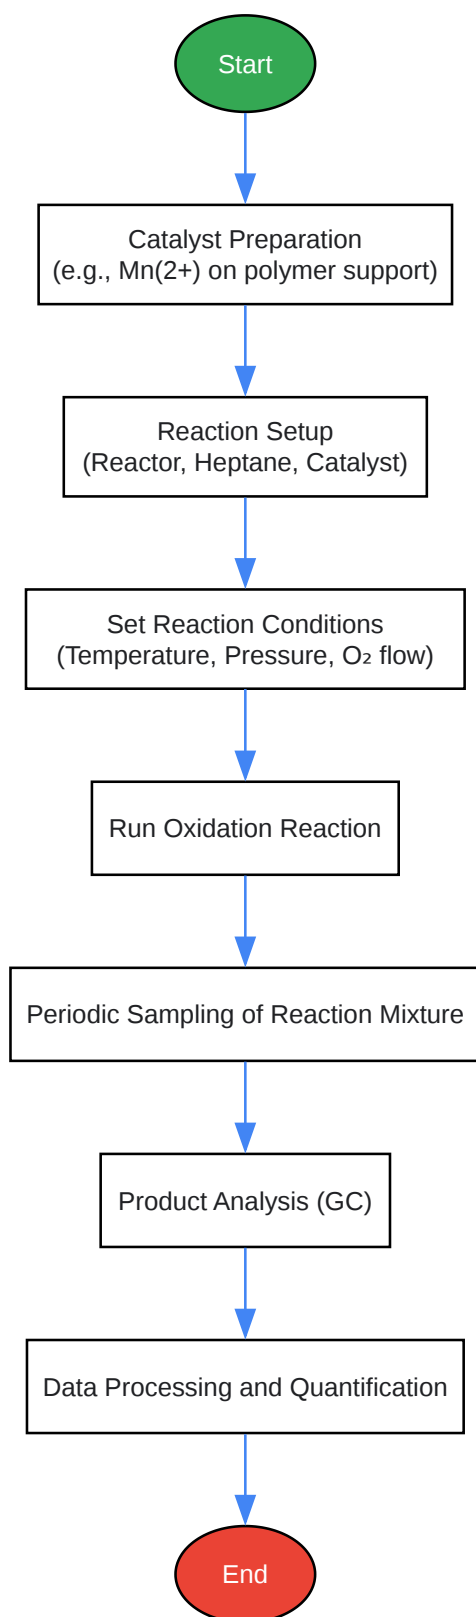 Start
Catalyst Preparation
(e.g., Mn(2+) on polymer support)
Reaction Setup
(Reactor, Heptane, Catalyst)
Set Reaction Conditions
(Temperature, Pressure, O₂ flow)
Run Oxidation Reaction
Periodic Sampling of Reaction Mixture
Product Analysis (GC)
Data Processing and Quantification
End